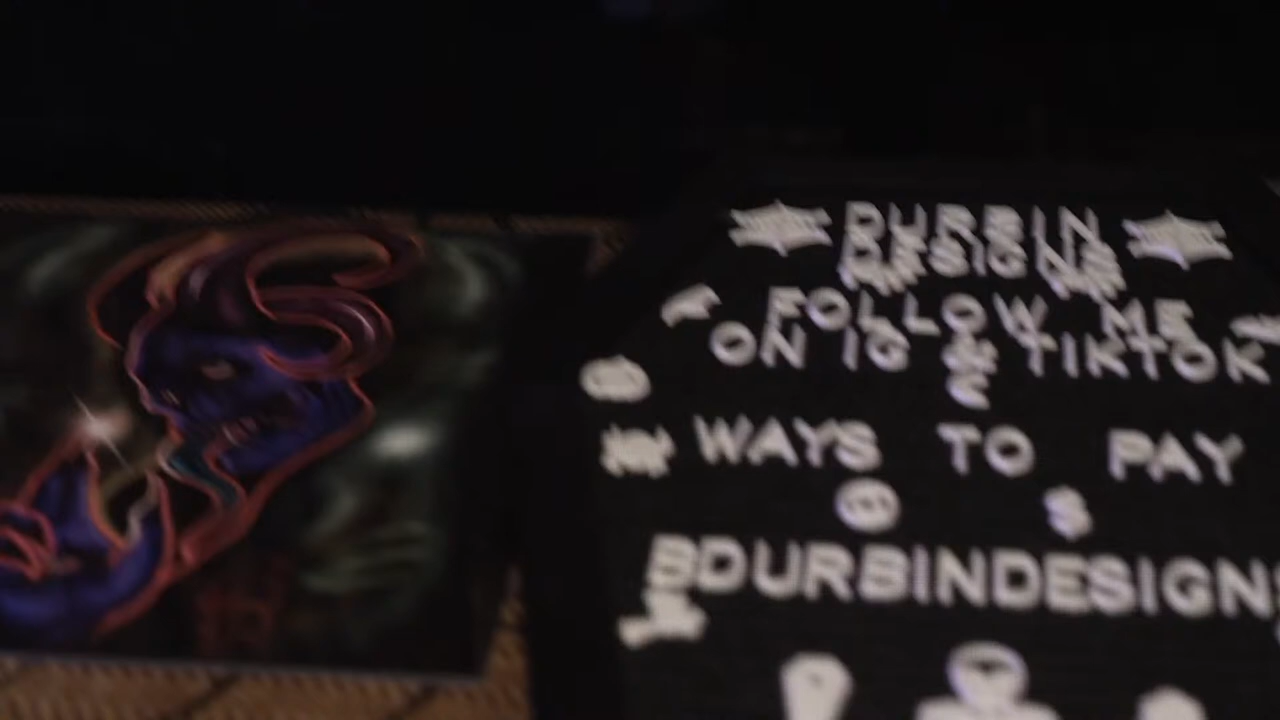 DURBIN
DESIGNS
FOLLOW ME
ON IG & TIKTOK
WAYS TO PAY
$
DURBINDESIGNS